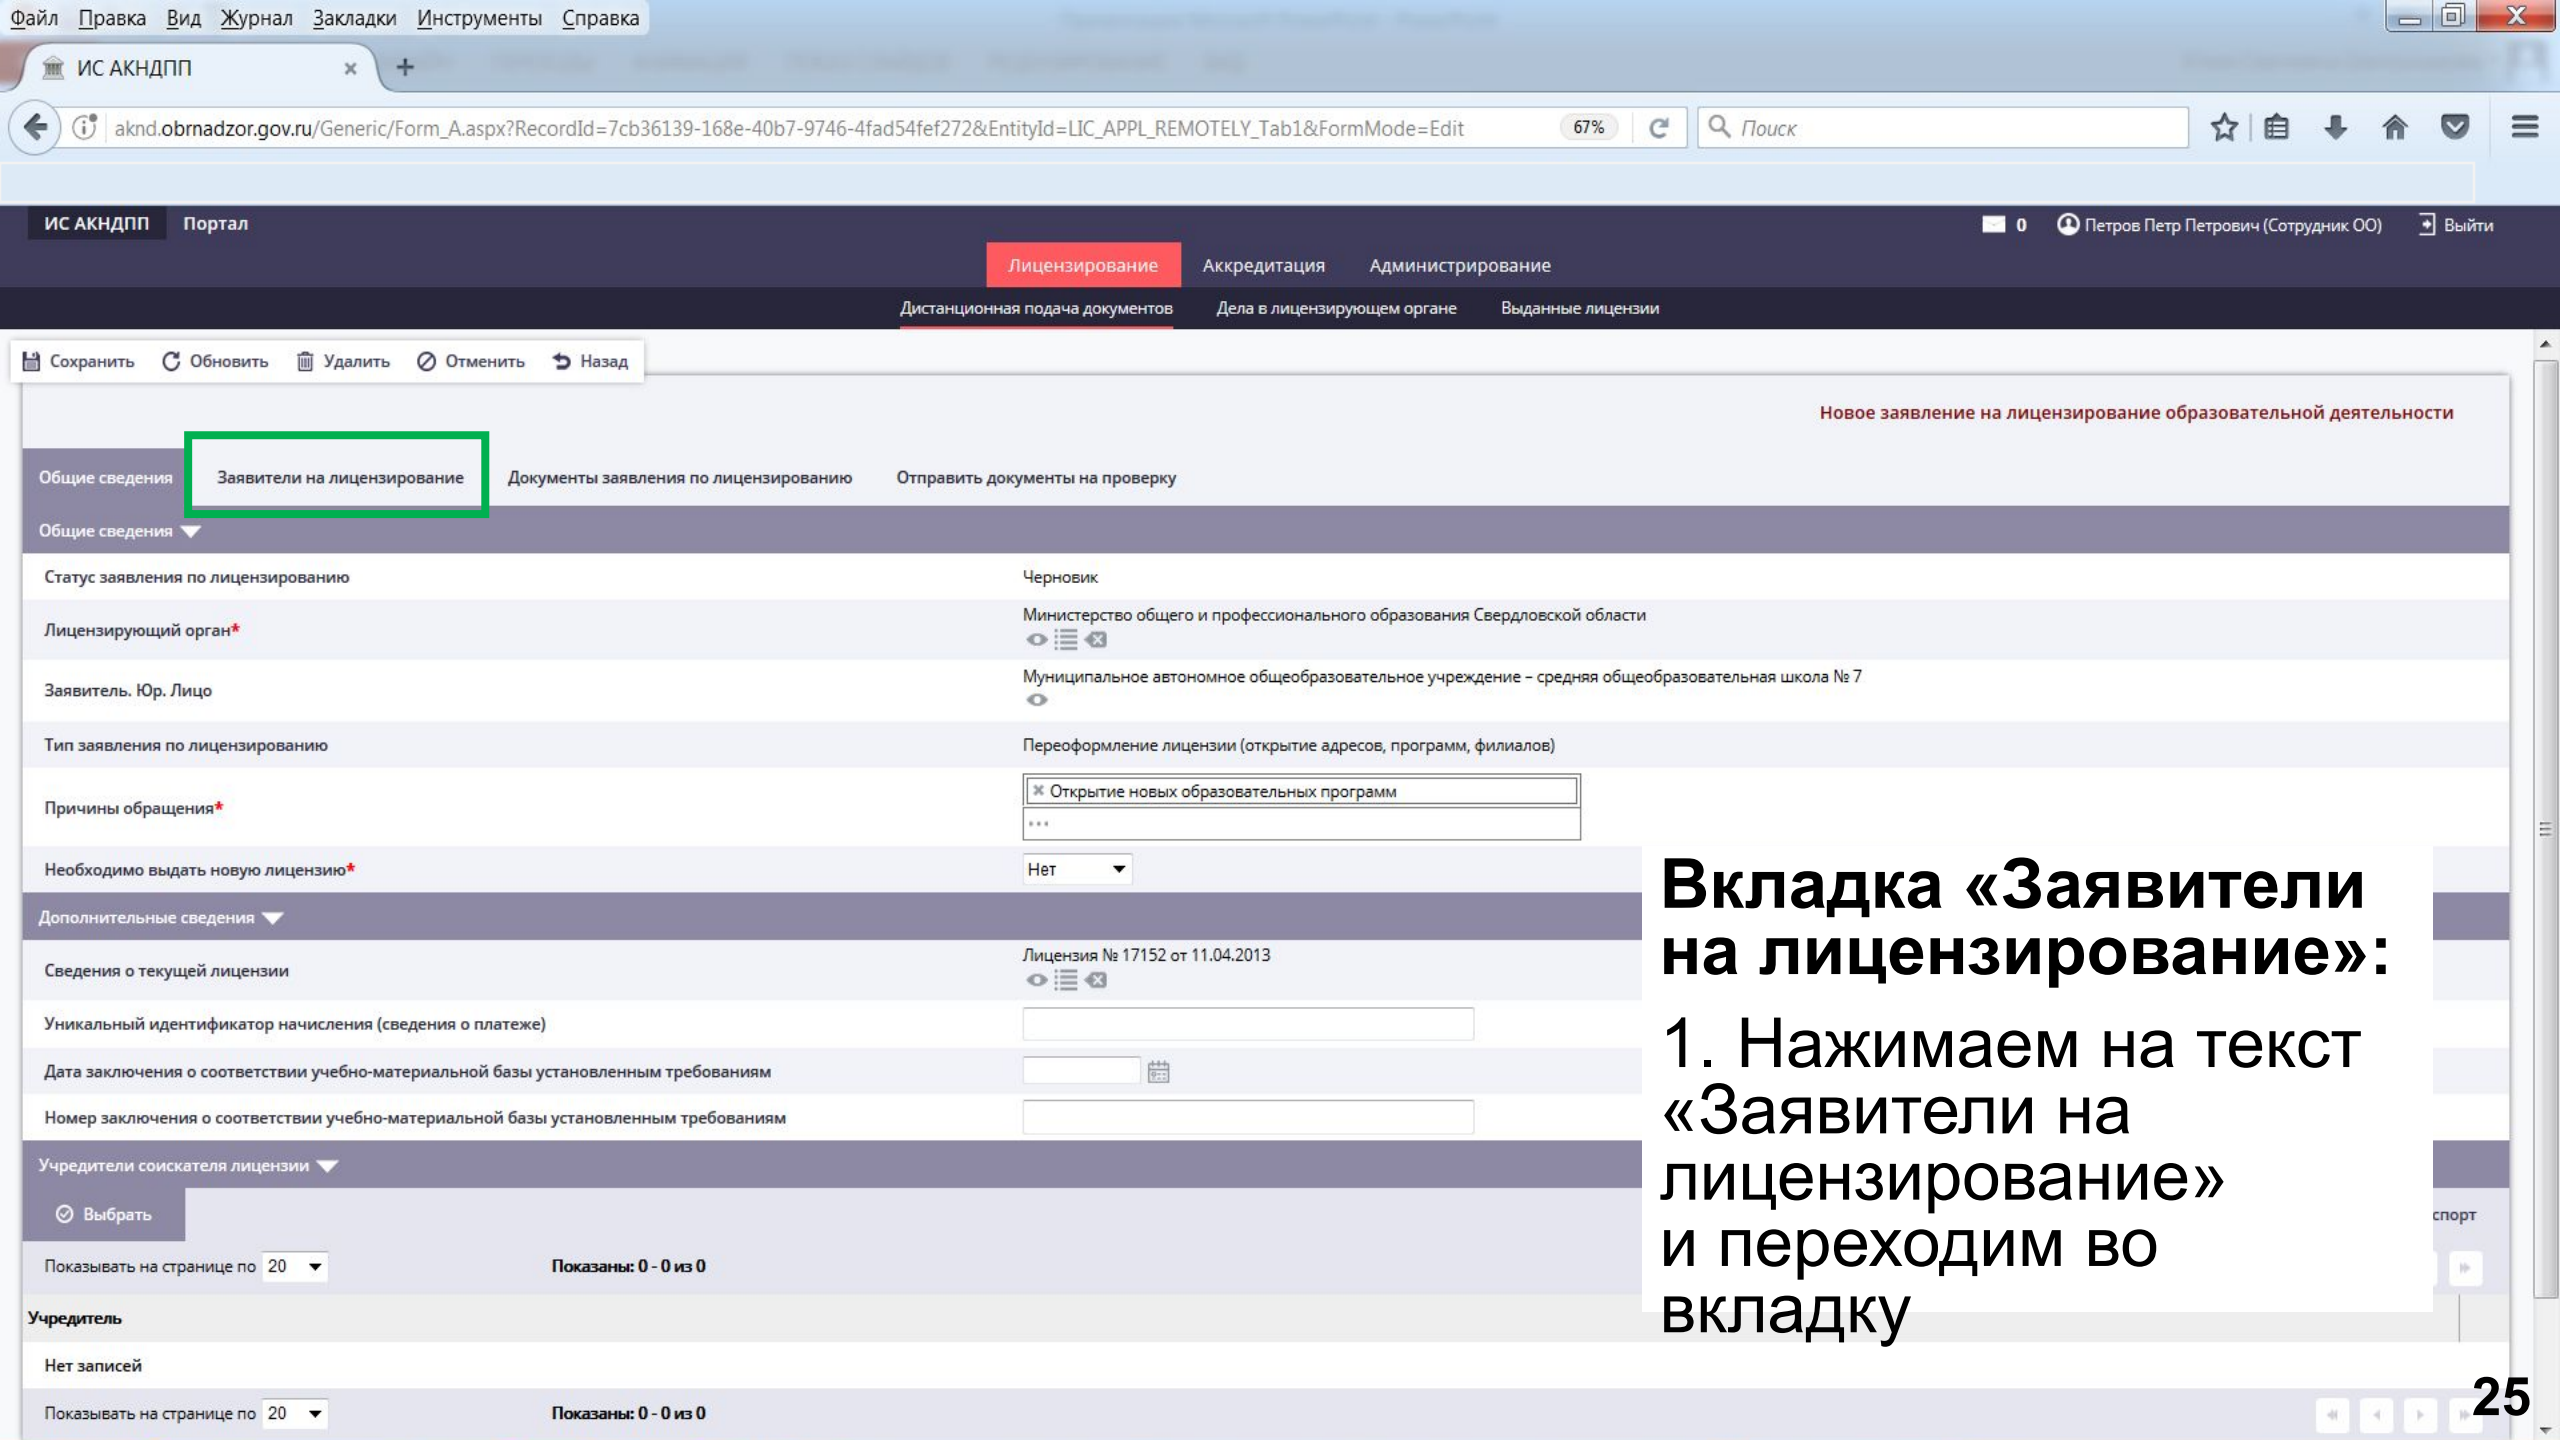 Файл Правка Вид Журнал Закладки Инструменты Справка
ИС АКНДПП
aknd.obrnadzor.gov.ru/Generic/Form_A.aspx?RecordId=7cb36139-168e-40b7-9746-4fad54fef272&EntityId=LIC_APPL_REMOTELY_Tab1&FormMode=Edit 67% Поиск
ИС АКНДПП Портал 0 Петров Петр Петрович (Сотрудник ОО) Выйти
Лицензирование Аккредитация Администрирование
Дистанционная подача документов Дела в лицензирующем органе Выданные лицензии
Сохранить Обновить Удалить Отменить Назад
Новое заявление на лицензирование образовательной деятельности
Общие сведения Заявители на лицензирование Документы заявления по лицензированию Отправить документы на проверку
Общие сведения
Статус заявления по лицензированию Черновик
Лицензирующий орган* Министерство общего и профессионального образования Свердловской области
Заявитель. Юр. Лицо Муниципальное автономное общеобразовательное учреждение – средняя общеобразовательная школа № 7
Тип заявления по лицензированию Переоформление лицензии (открытие адресов, программ, филиалов)
Причины обращения* Открытие новых образовательных программ
...
Необходимо выдать новую лицензию* Нет
Дополнительные сведения
Сведения о текущей лицензии Лицензия № 17152 от 11.04.2013
Уникальный идентификатор начисления (сведения о платеже)
Дата заключения о соответствии учебно-материальной базы установленным требованиям
Номер заключения о соответствии учебно-материальной базы установленным требованиям
Учредители соискателя лицензии
Выбрать спорт
Показывать на странице по 20 Показаны: 0 - 0 из 0
Учредитель
Нет записей
Показывать на странице по 20 Показаны: 0 - 0 из 0
Вкладка «Заявители
на лицензирование»:
1. Нажимаем на текст
«Заявители на
лицензирование»
и переходим во
вкладку
25